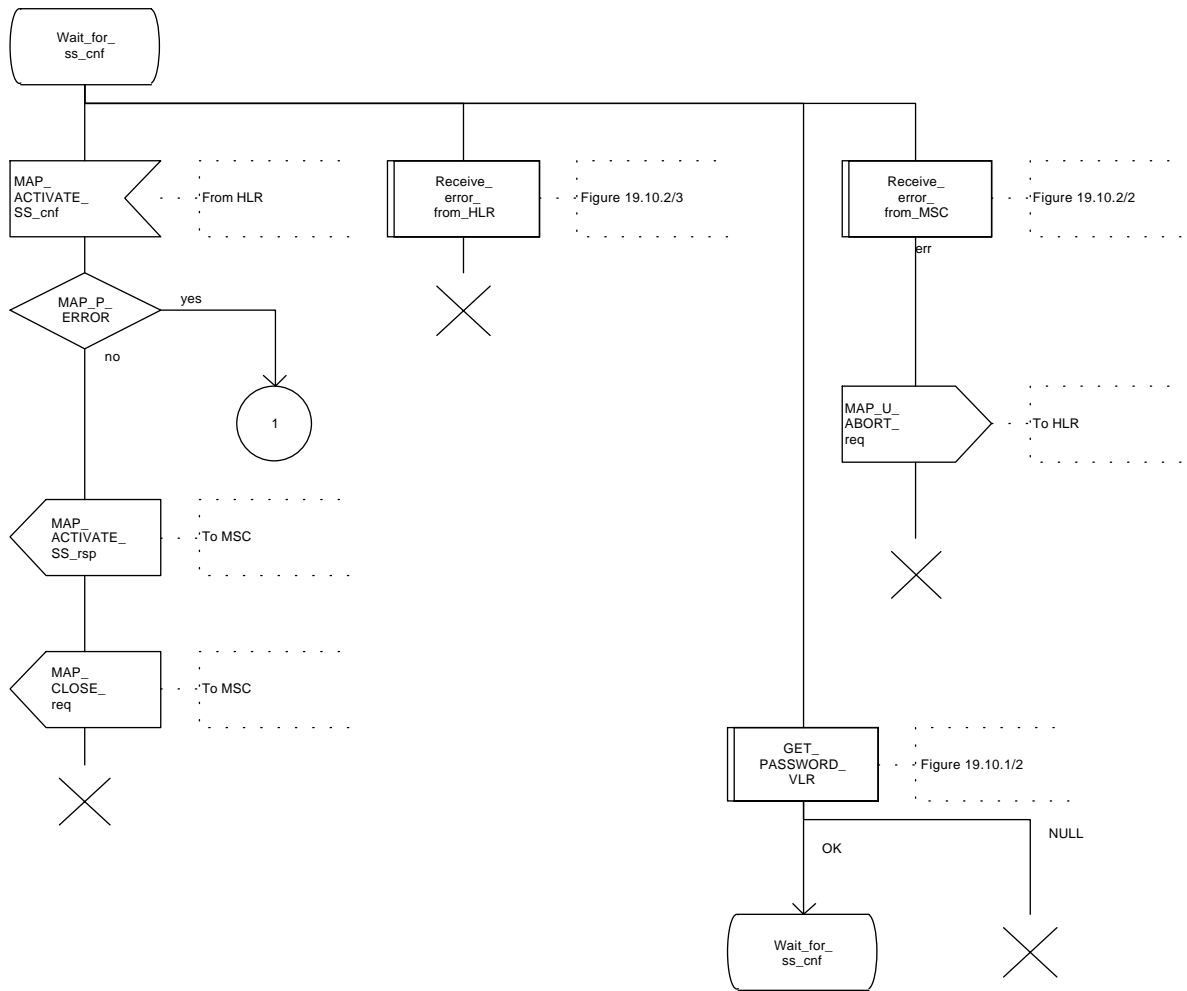 Wait_for_
ss_cnf
MAP_
ACTIVATE_
SS_cnf
From HLR
Receive_
error_
from_HLR
Figure 19.10.2/3
Receive_
error_
from_MSC
Figure 19.10.2/2
err
MAP_P_
ERROR
yes
no
1
MAP_U_
ABORT_
req
To HLR
MAP_
ACTIVATE_
SS_rsp
To MSC
MAP_
CLOSE_
req
To MSC
GET_
PASSWORD_
VLR
Figure 19.10.1/2
OK
NULL
Wait_for_
ss_cnf